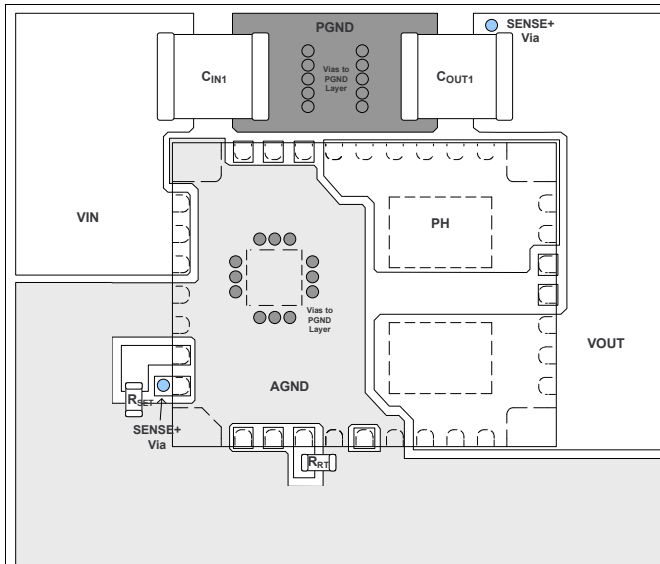 PGND
SENSE+
Via
CIN1
Vias to
PGND
Layer
COUT1
VIN
PH
Vias to
PGND
Layer
VOUT
AGND
RSET
SENSE+
Via
RRT